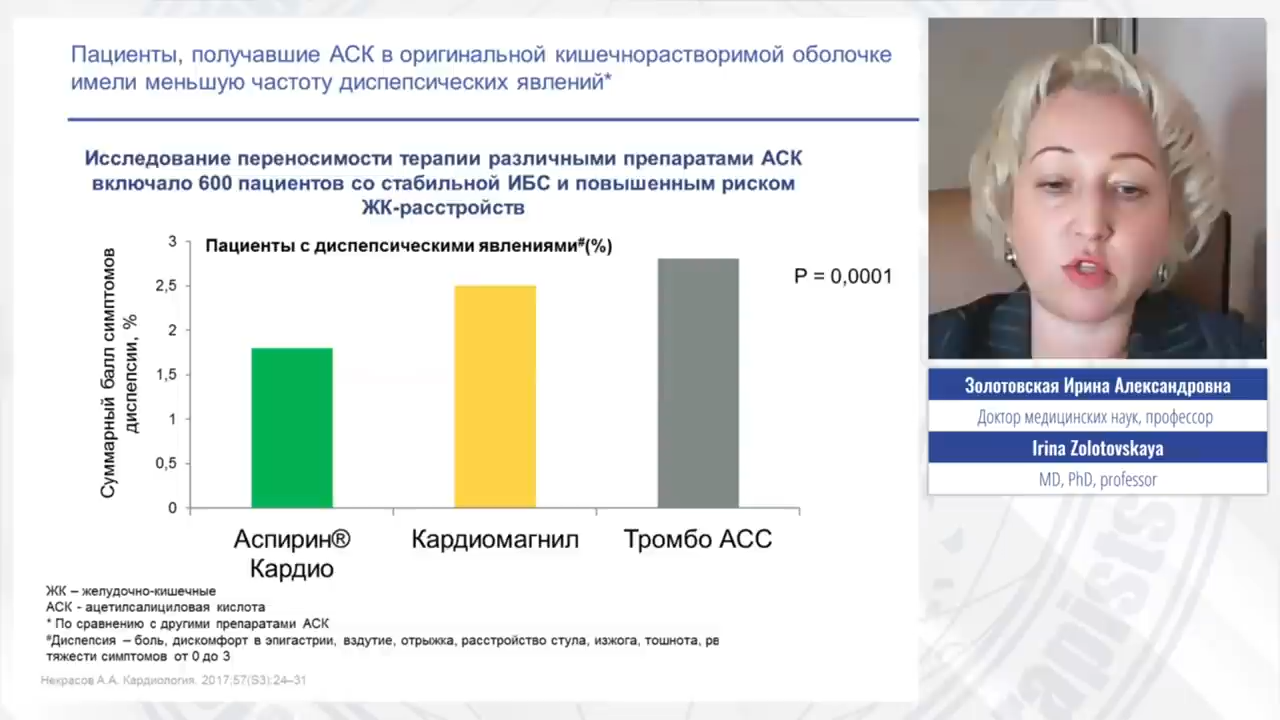 Пациенты, получавшие АСК в оригинальной кишечнорастворимой оболочке
имели меньшую частоту диспепсических явлений*
Исследование переносимости терапии различными препаратами АСК
включало 600 пациентов со стабильной ИБС и повышенным риском
ЖК-расстройств
Пациенты с диспепсическими явлениями#(%)
P = 0,0001
Суммарный балл симптомов
диспепсии, %
3
2,5
2
1,5
1
0,5
0
Аспирин®
Кардио
Кардиомагнил
Тромбо АСС
ЖК – желудочно-кишечные
АСК - ацетилсалициловая кислота
* По сравнению с другими препаратами АСК
#Диспепсия – боль, дискомфорт в эпигастрии, вздутие, отрыжка, расстройство стула, изжога, тошнота, рв
тяжести симптомов от 0 до 3
Некрасов А.А. Кардиология. 2017;57(S3):24–31
Золотовская Ирина Александровна
Доктор медицинских наук, профессор
Irina Zolotovskaya
MD, PhD, professor